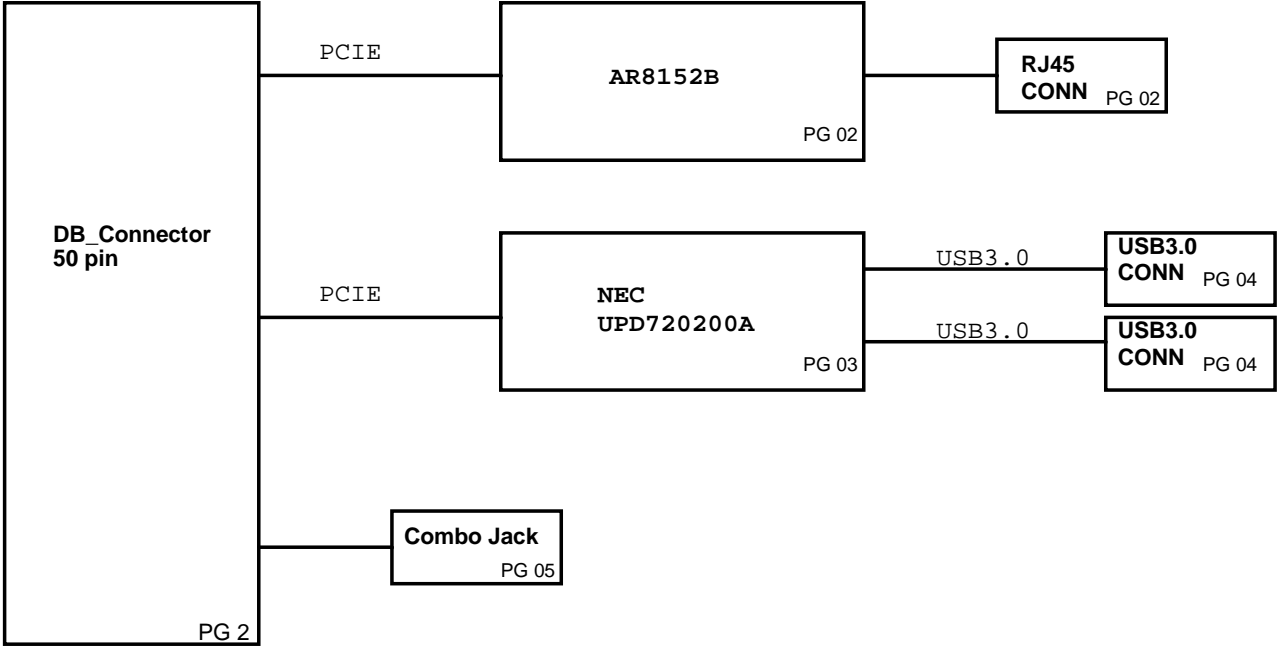 DB_Connector
50 pin
PG 2
PCIE
AR8152B
PG 02
RJ45
CONN
PG 02
PCIE
NEC
UPD720200A
PG 03
USB3.0
USB3.0
CONN
PG 04
USB3.0
USB3.0
CONN
PG 04
Combo Jack
PG 05